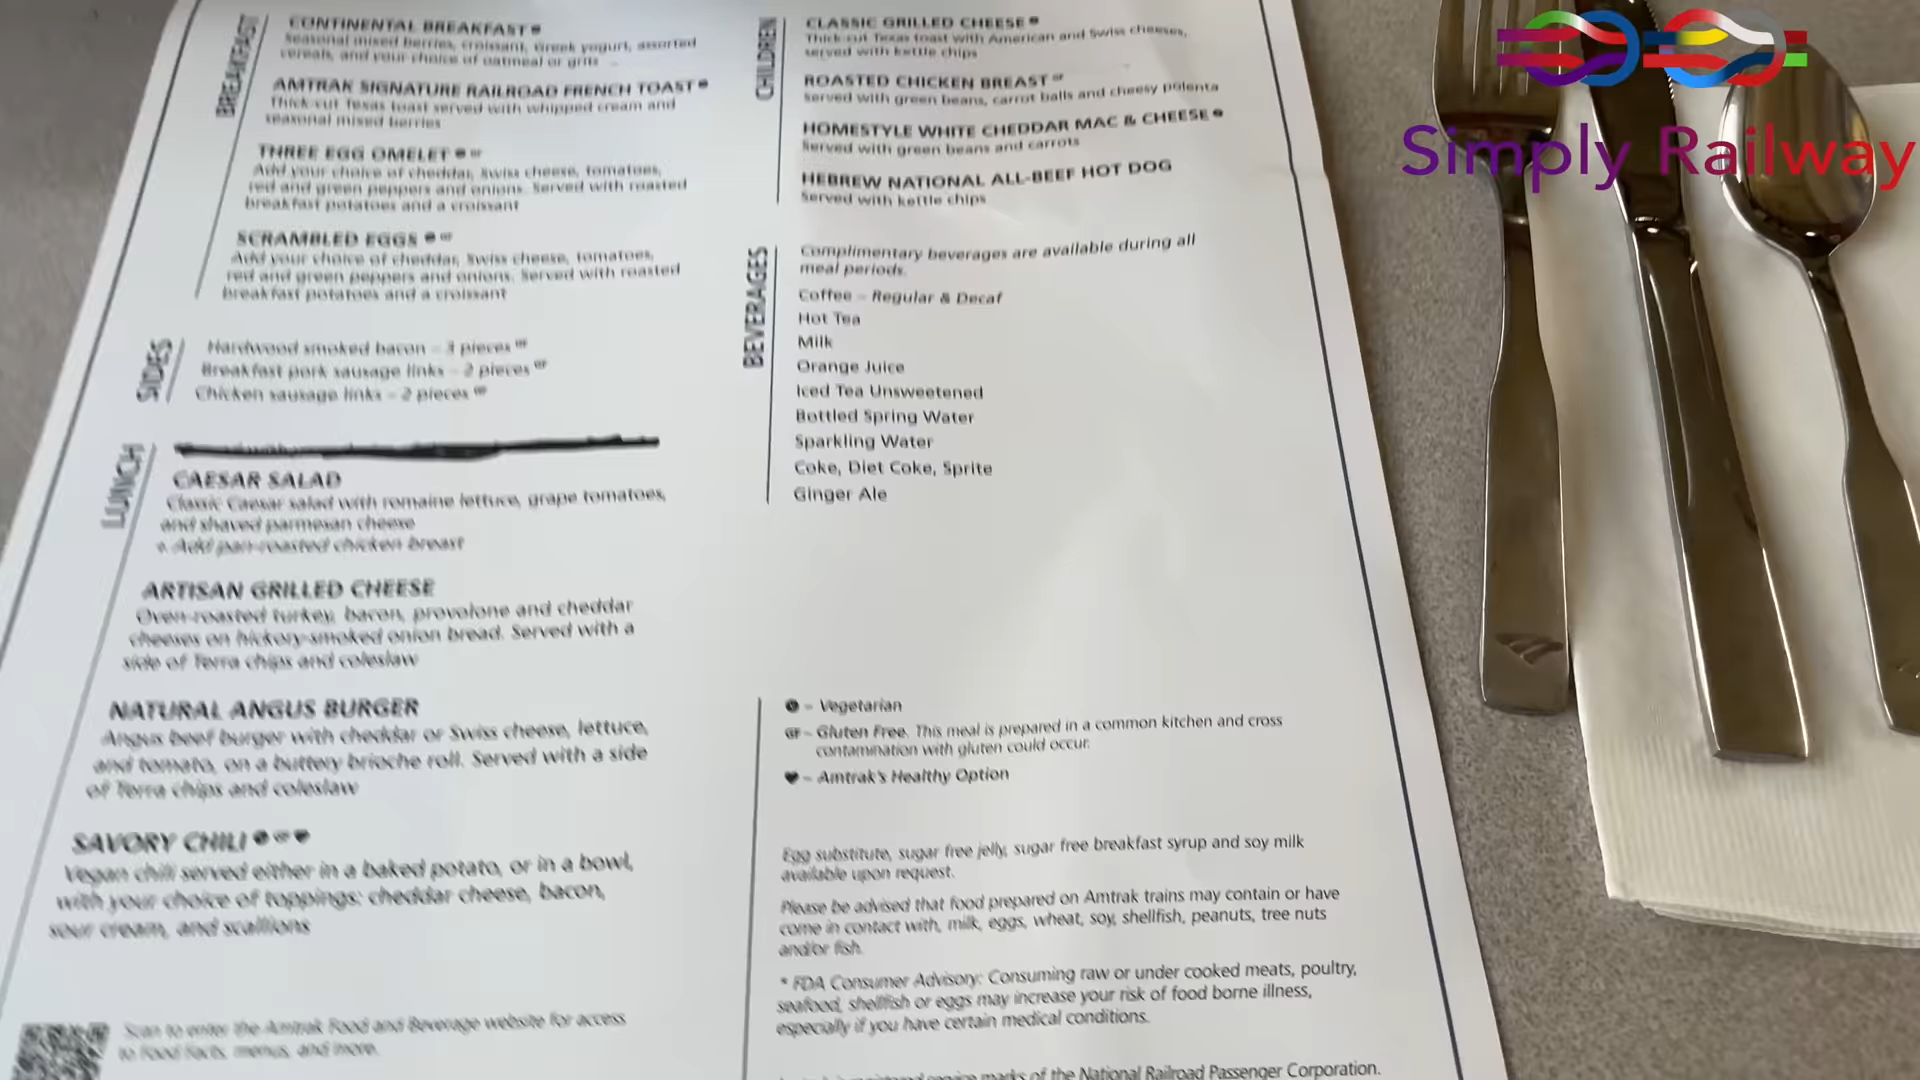 BREAKFAST
CONTINENTAL BREAKFAST
Seasonal mixed berries, croissant, Greek yogurt, assorted
cereals, and your choice of oatmeal or grits
AMTRAK SIGNATURE RAILROAD FRENCH TOAST
Thick-cut Texas toast served with whipped cream and
seasonal mixed berries
THREE EGG OMELET GF
Add your choice of cheddar, Swiss cheese, tomatoes,
red and green peppers and onions. Served with roasted
breakfast potatoes and a croissant
SCRAMBLED EGGS GF
Add your choice of cheddar, Swiss cheese, tomatoes,
red and green peppers and onions. Served with roasted
breakfast potatoes and a croissant
SIDES
Hardwood smoked bacon – 3 pieces GF
Breakfast pork sausage links – 2 pieces GF
Chicken sausage links – 2 pieces GF
LUNCH
CAESAR SALAD
Classic Caesar salad with romaine lettuce, grape tomatoes,
and shaved parmesan cheese
+ Add pan-roasted chicken breast
ARTISAN GRILLED CHEESE
Oven-roasted turkey, bacon, provolone and cheddar
cheeses on hickory-smoked onion bread. Served with a
side of Terra chips and coleslaw
NATURAL ANGUS BURGER
Angus beef burger with cheddar or Swiss cheese, lettuce,
and tomato, on a buttery brioche roll. Served with a side
of Terra chips and coleslaw
SAVORY CHILI GF
Vegan chili served either in a baked potato, or in a bowl,
with your choice of toppings: cheddar cheese, bacon,
sour cream, and scallions
Scan to enter the Amtrak Food and Beverage website for access
to Food Facts, menus, and more.
CHILDREN
CLASSIC GRILLED CHEESE
Thick-cut Texas toast with American and Swiss cheeses,
served with kettle chips
ROASTED CHICKEN BREAST GF
Served with green beans, carrot balls and cheesy polenta
HOMESTYLE WHITE CHEDDAR MAC & CHEESE
Served with green beans and carrots
HEBREW NATIONAL ALL-BEEF HOT DOG
Served with kettle chips
BEVERAGES
Complimentary beverages are available during all
meal periods.
Coffee – Regular & Decaf
Hot Tea
Milk
Orange Juice
Iced Tea Unsweetened
Bottled Spring Water
Sparkling Water
Coke, Diet Coke, Sprite
Ginger Ale
– Vegetarian
GF – Gluten Free. This meal is prepared in a common kitchen and cross
contamination with gluten could occur.
– Amtrak's Healthy Option
Egg substitute, sugar free jelly, sugar free breakfast syrup and soy milk
available upon request.
Please be advised that food prepared on Amtrak trains may contain or have
come in contact with, milk, eggs, wheat, soy, shellfish, peanuts, tree nuts
and/or fish.
* FDA Consumer Advisory: Consuming raw or under cooked meats, poultry,
seafood, shellfish or eggs may increase your risk of food borne illness,
especially if you have certain medical conditions.
service marks of the National Railroad Passenger Corporation.
Simply Railway